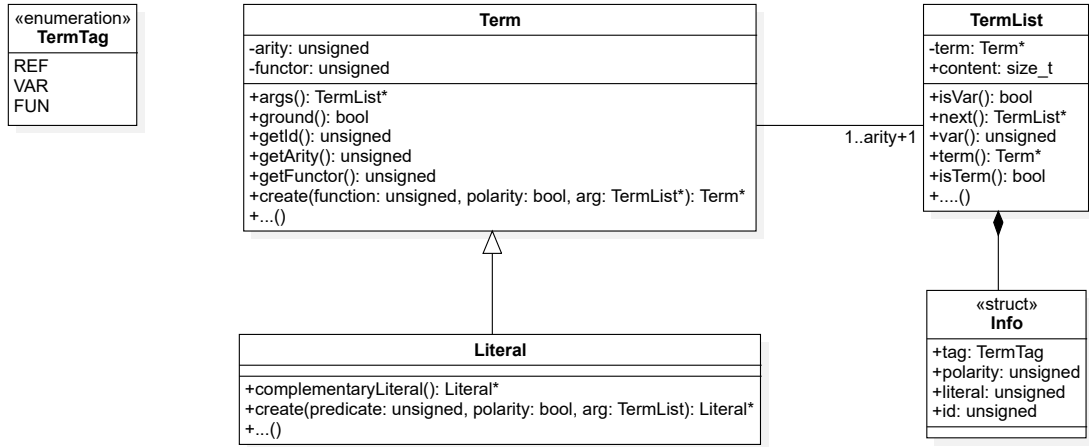 «enumeration»
TermTag
REF
VAR
FUN
Term
-arity: unsigned
-functor: unsigned
+args(): TermList*
+ground(): bool
+getId(): unsigned
+getArity(): unsigned
+getFunctor(): unsigned
+create(function: unsigned, polarity: bool, arg: TermList*): Term*
+...()
1..arity+1
TermList
-term: Term*
+content: size_t
+isVar(): bool
+next(): TermList*
+var(): unsigned
+term(): Term*
+isTerm(): bool
+....()
Literal
+complementaryLiteral(): Literal*
+create(predicate: unsigned, polarity: bool, arg: TermList): Literal*
+...()
«struct»
Info
+tag: TermTag
+polarity: unsigned
+literal: unsigned
+id: unsigned